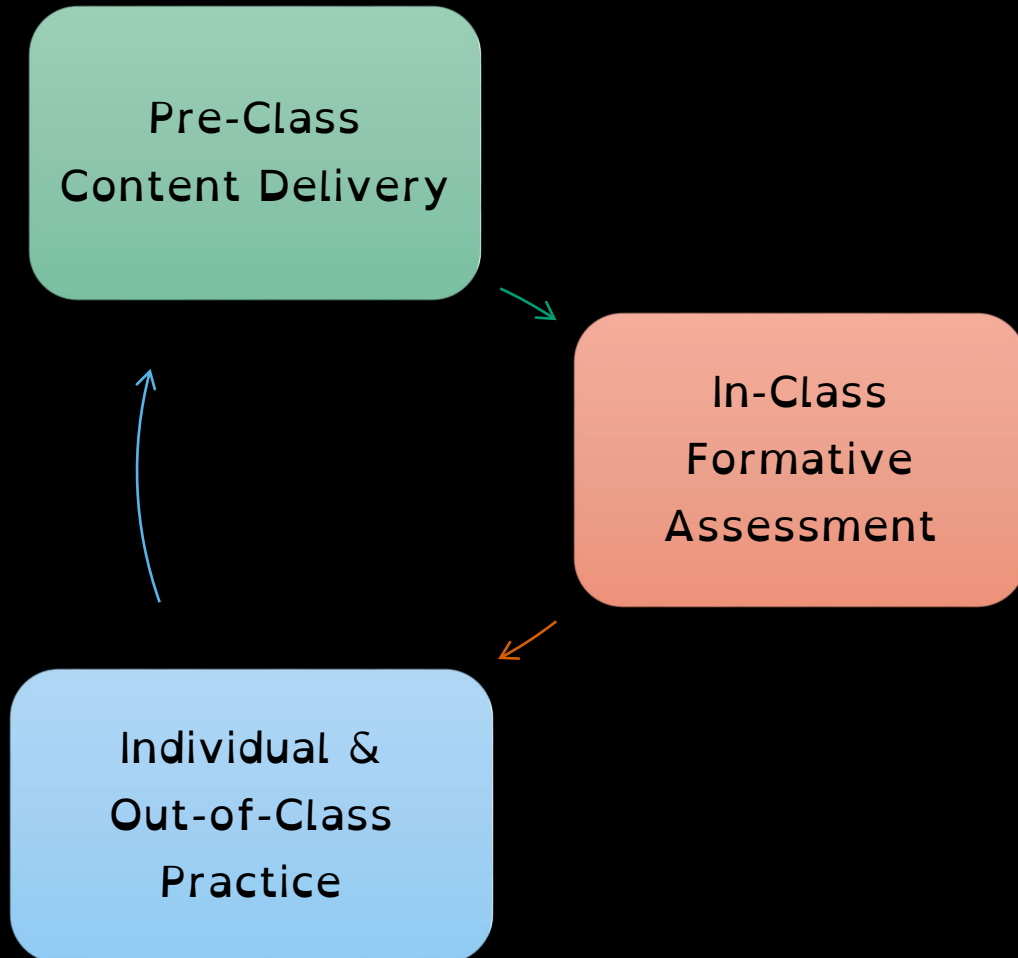 Pre-Class
Content Delivery
In-Class
Formative
Assessment
Individual &
Out-of-Class
Practice